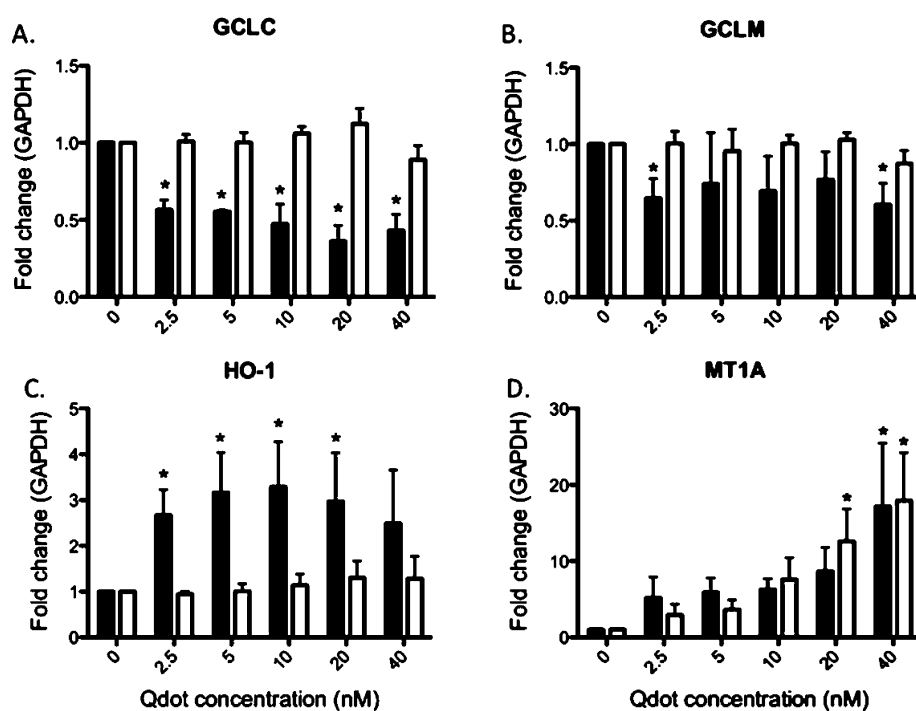 A. GCLC
Fold change (GAPDH)
1.5
1.0
0.5
0.0
* * * * *
0 2.5 5 10 20 40
B. GCLM
Fold change (GAPDH)
1.5
1.0
0.5
0.0
* *
0 2.5 5 10 20 40
C. HO-1
Fold change (GAPDH)
5
4
3
2
1
0
* * * *
0 2.5 5 10 20 40
Qdot concentration (nM)
D. MT1A
Fold change (GAPDH)
30
20
10
0
* * *
0 2.5 5 10 20 40
Qdot concentration (nM)